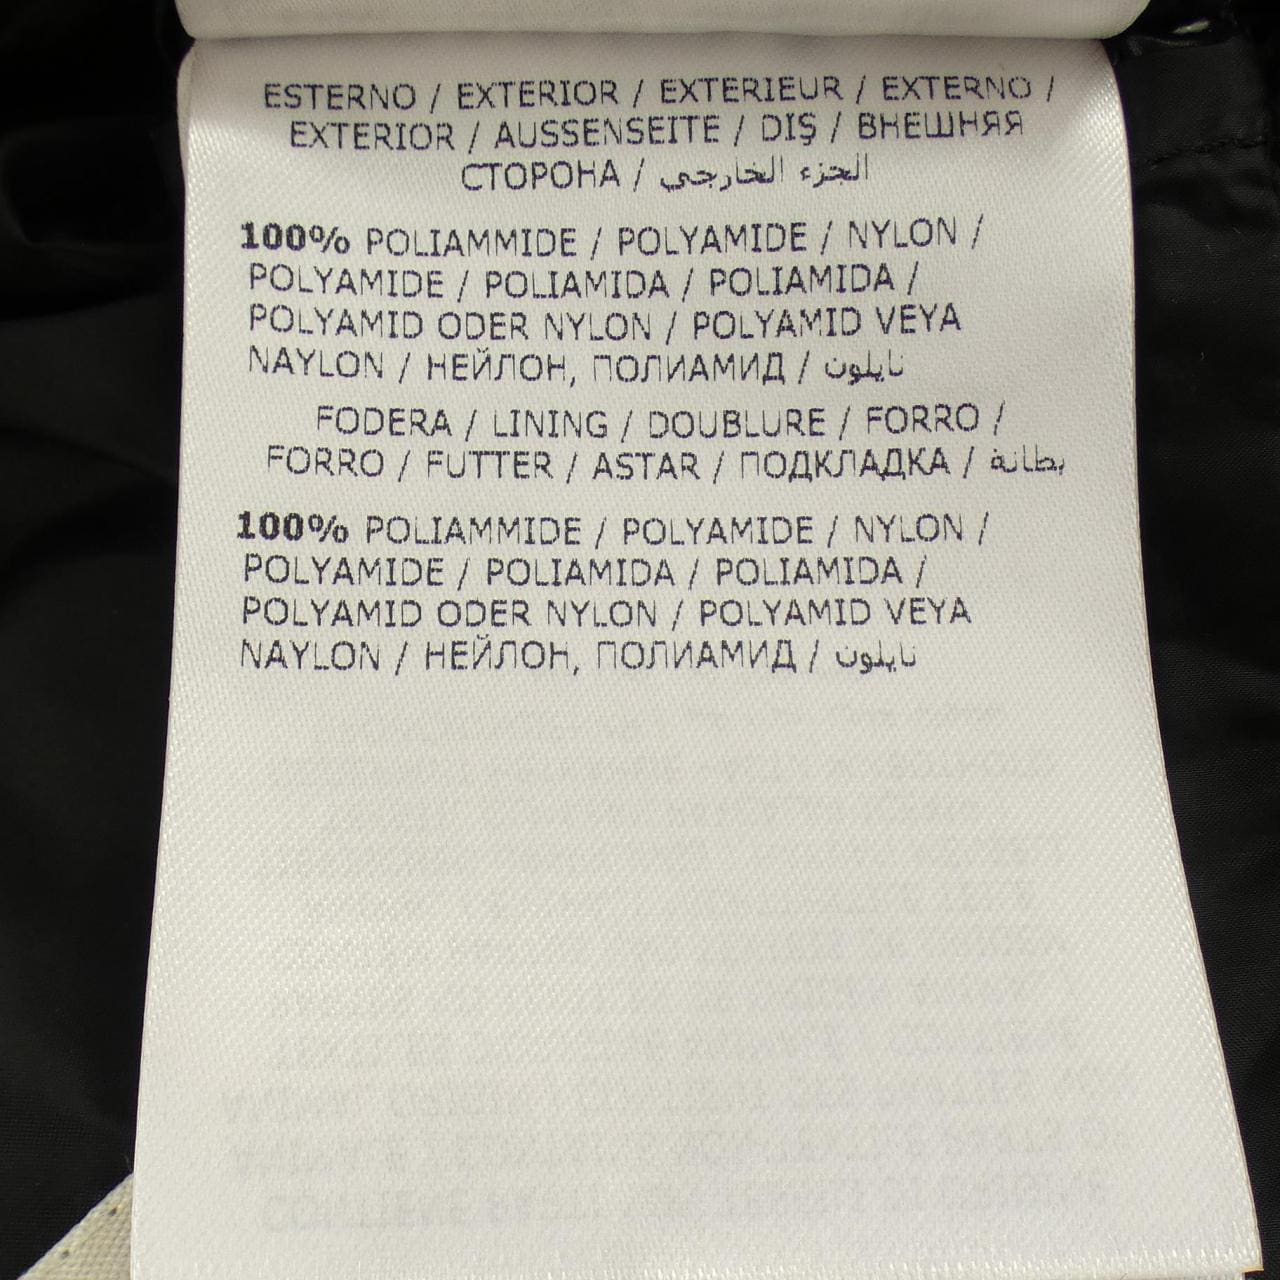 ESTERNO / EXTERIOR / EXTERIEUR / EXTERNO /
EXTERIOR / AUSSENSEITE / DIŞ / ВНЕШНЯЯ
СТОРОНА / الجزء الخارجي
100% POLIAMMIDE / POLYAMIDE / NYLON /
POLYAMIDE / POLIAMIDA / POLIAMIDA /
POLYAMID ODER NYLON / POLYAMID VEYA
NAYLON / НЕЙЛОН, ПОЛИАМИД / نايلون
FODERA / LINING / DOUBLURE / FORRO /
FORRO / FUTTER / ASTAR / ПОДКЛАДКА / بطانة
100% POLIAMMIDE / POLYAMIDE / NYLON /
POLYAMIDE / POLIAMIDA / POLIAMIDA /
POLYAMID ODER NYLON / POLYAMID VEYA
NAYLON / НЕЙЛОН, ПОЛИАМИД / نايلون